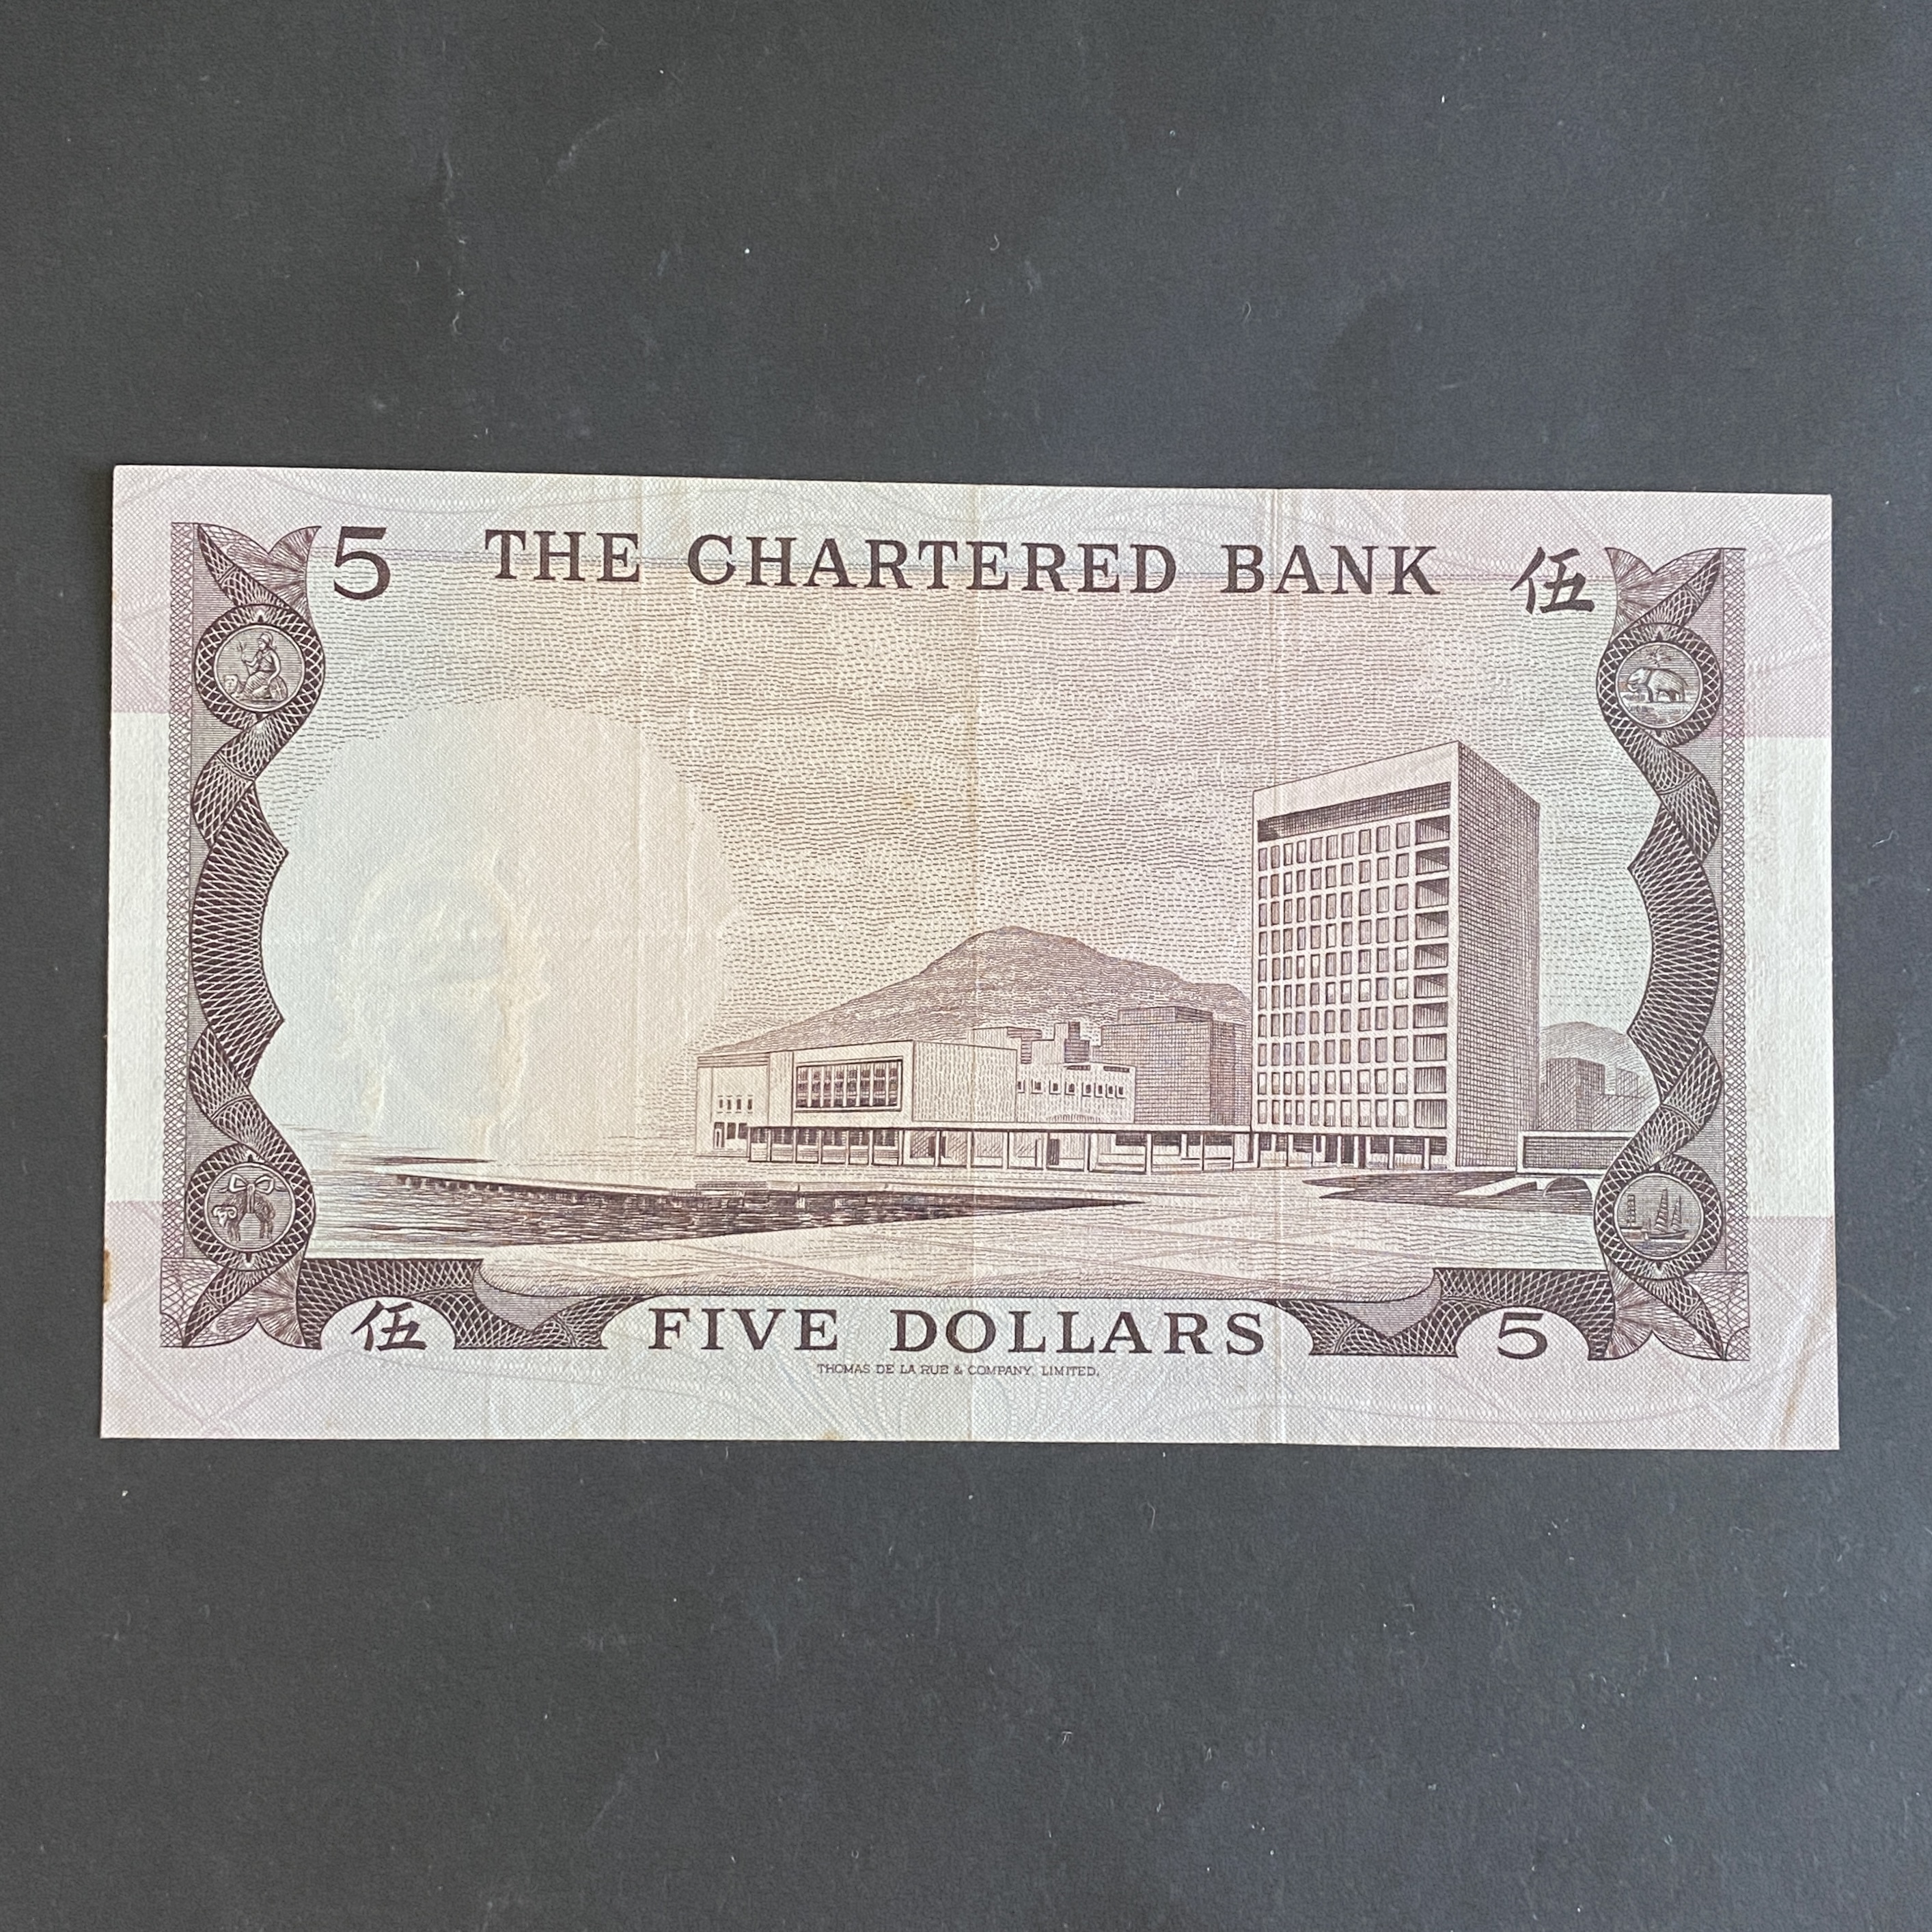 5 THE CHARTERED BANK 伍
伍 FIVE DOLLARS 5
THOMAS DE LA RUE & COMPANY, LIMITED.